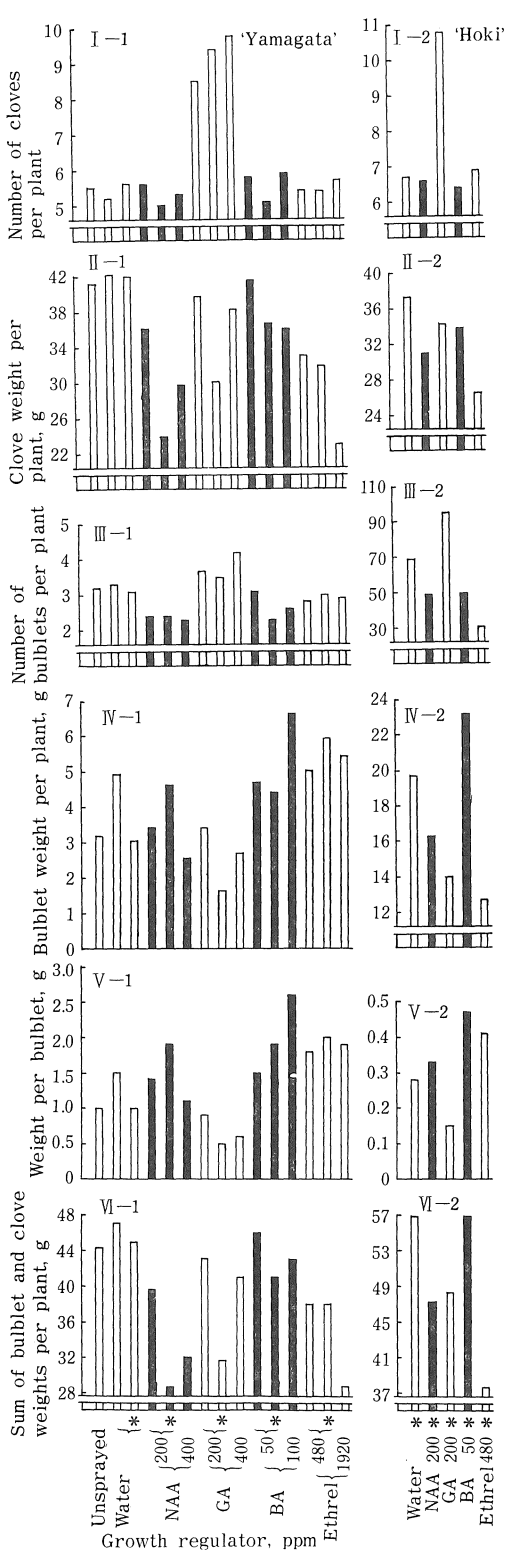 I-1 'Yamagata' I-2 'Hoki'
Number of cloves
per plant
10
9
8
7
6
5
11
10
9
8
7
6
II-1 II-2
Clove weight per
plant, g
42
38
34
30
26
22
40
36
32
28
24
III-1 III-2
Number of
bulblets per plant
5
4
3
2
110
90
70
50
30
IV-1 IV-2
Bulblet weight per plant, g
7
6
5
4
3
2
1
0
24
22
20
18
16
14
12
V-1 V-2
Weight per bulblet, g
3.0
2.5
2.0
1.5
1.0
0.5
0
0.5
0.4
0.3
0.2
0.1
0
VI-1 VI-2
Sum of bulblet and clove
weights per plant, g
48
44
40
36
32
28
57
53
49
45
41
37
Unsprayed
Water { *
NAA {200{ * 400
GA {200{ * 400
BA {50{ * 100
Ethrel {480{ * 1920
Water *
NAA 200 *
GA 200 *
BA 50 *
Ethrel 480 *
Growth regulator, ppm